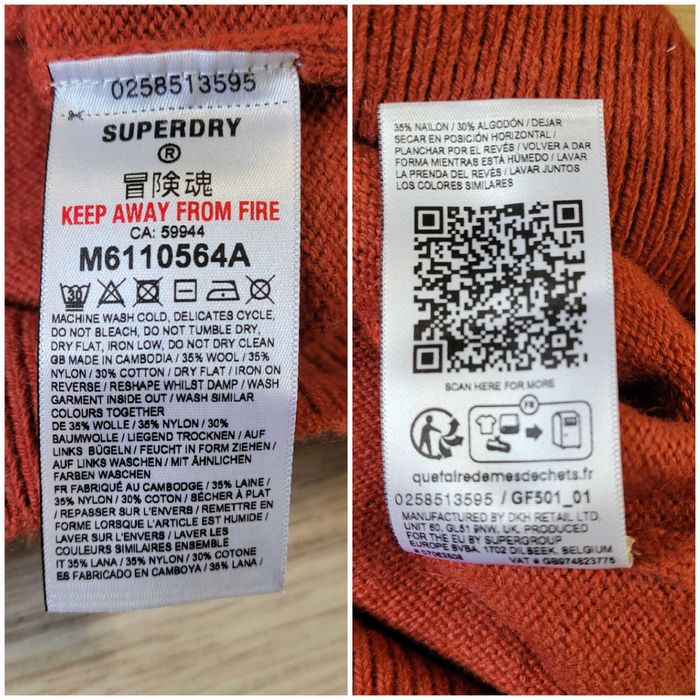 0258513595
SUPERDRY
®
冒険魂
KEEP AWAY FROM FIRE
CA: 59944
M6110564A
30
MACHINE WASH COLD, DELICATES CYCLE,
DO NOT BLEACH, DO NOT TUMBLE DRY,
DRY FLAT, IRON LOW, DO NOT DRY CLEAN
GB MADE IN CAMBODIA / 35% WOOL / 35%
NYLON / 30% COTTON / DRY FLAT / IRON ON
REVERSE / RESHAPE WHILST DAMP / WASH
GARMENT INSIDE OUT / WASH SIMILAR
COLOURS TOGETHER
DE 35% WOLLE / 35% NYLON / 30%
BAUMWOLLE / LIEGEND TROCKNEN / AUF
LINKS BÜGELN / FEUCHT IN FORM ZIEHEN /
AUF LINKS WASCHEN / MIT ÄHNLICHEN
FARBEN WASCHEN
FR FABRIQUÉ AU CAMBODGE / 35% LAINE /
35% NYLON / 30% COTON / SÉCHER À PLAT
/ REPASSER SUR L'ENVERS / REMETTRE EN
FORME LORSQUE L'ARTICLE EST HUMIDE /
LAVER SUR L'ENVERS / LAVER LES
COULEURS SIMILAIRES ENSEMBLE
IT 35% LANA / 35% NYLON / 30% COTONE
ES FABRICADO EN CAMBOYA / 35% LANA /
35% NAILON / 30% ALGODÓN / DEJAR
SECAR EN POSICIÓN HORIZONTAL /
PLANCHAR POR EL REVÉS / VOLVER A DAR
FORMA MIENTRAS ESTÁ HÚMEDO / LAVAR
LA PRENDA DEL REVÉS / LAVAR JUNTOS
LOS COLORES SIMILARES
SCAN HERE FOR MORE
FR
quefairedemesdechets.fr
0258513595 / GF501_01
MANUFACTURED BY DKH RETAIL LTD,
UNIT 60, GL51 9NW, UK. PRODUCED
FOR THE EU BY SUPERGROUP
EUROPE BVBA, 1702 DILBEEK, BELGIUM
# 07063508 VAT # GB974823775